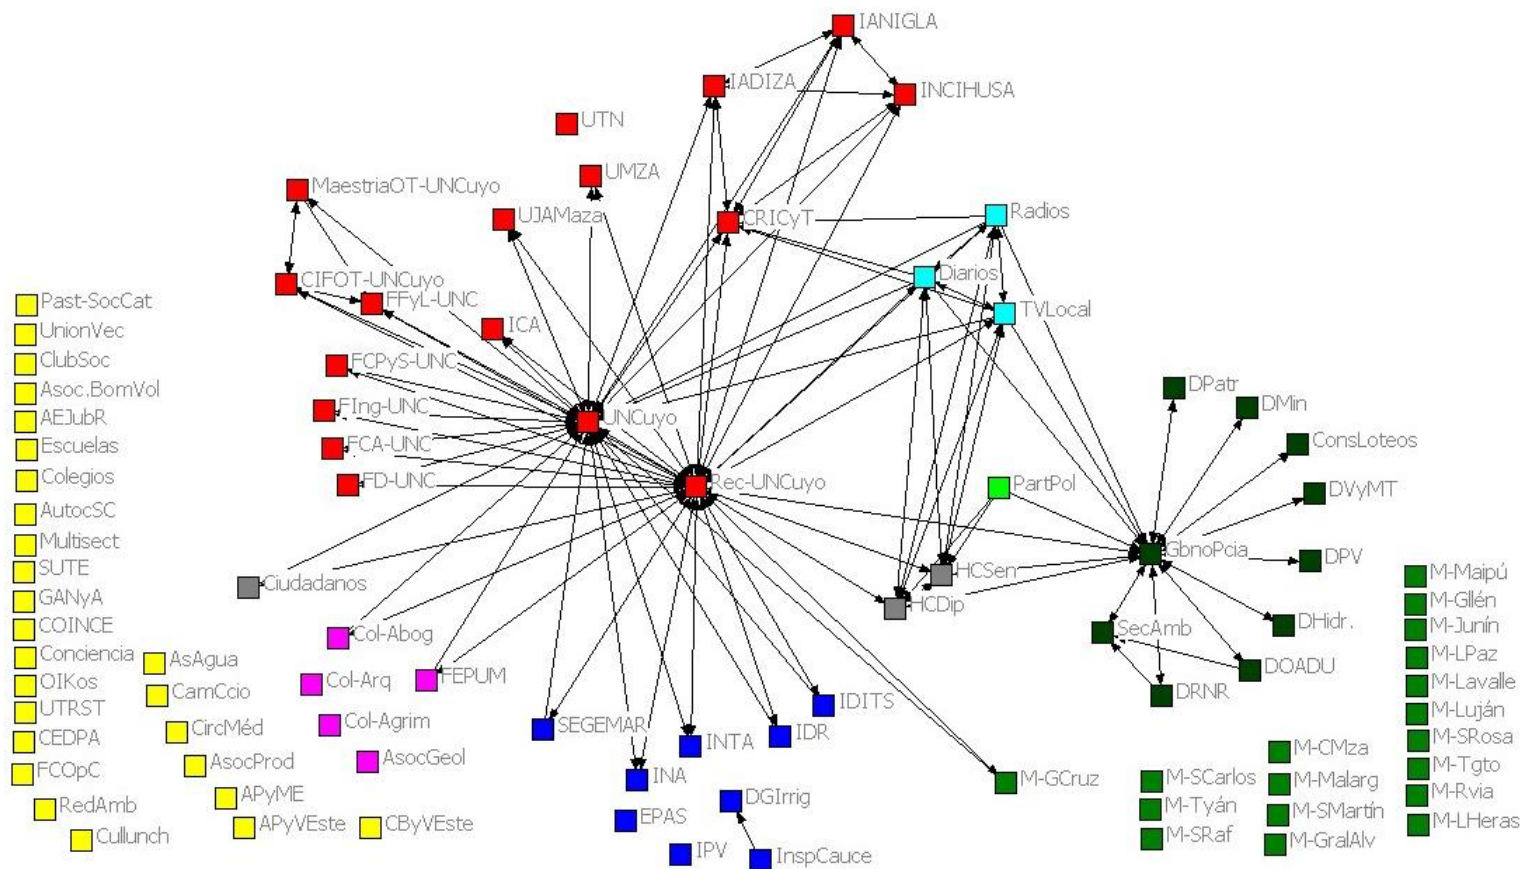 IANIGLA
IADIZA
INCIHUSA
UTN
UMZA
MaestriaOT-UNCuyo
UJAMaza
CRICyT
Radios
CIFOT-UNCuyo
Diarios
FFyL-UNC
TVLocal
Past-SocCat
UnionVec
ICA
ClubSoc
FCPyS-UNC
Asoc.BomVol
DPatr
DMin
AEJubR
FIng-UNC
UNCuyo
Escuelas
FCA-UNC
ConsLoteos
Colegios
FD-UNC
Rec-UNCuyo
PartPol
DVyMT
AutocSC
Multisect
GbnoPcia
DPV
SUTE
Ciudadanos
HCSen
M-Maipú
GANyA
HCDip
M-Gllén
COINCE
Col-Abog
SecAmb
DHidr.
M-Junín
Conciencia
AsAgua
M-LPaz
OIKos
CamCcio
Col-Arq
FEPUM
DOADU
M-Lavalle
UTRST
CircMéd
Col-Agrim
IDITS
DRNR
M-Luján
CEDPA
SEGEMAR
INTA
IDR
M-SRosa
FCOpC
AsocProd
AsocGeol
INA
M-GCruz
M-CMza
M-Tgto
RedAmb
APyME
DGIrrig
M-SCarlos
M-Malarg
M-Rvia
Cullunch
APyVEste
CByVEste
EPAS
M-Tyán
M-SMartín
M-LHeras
IPV
InspCauce
M-SRaf
M-GralAlv